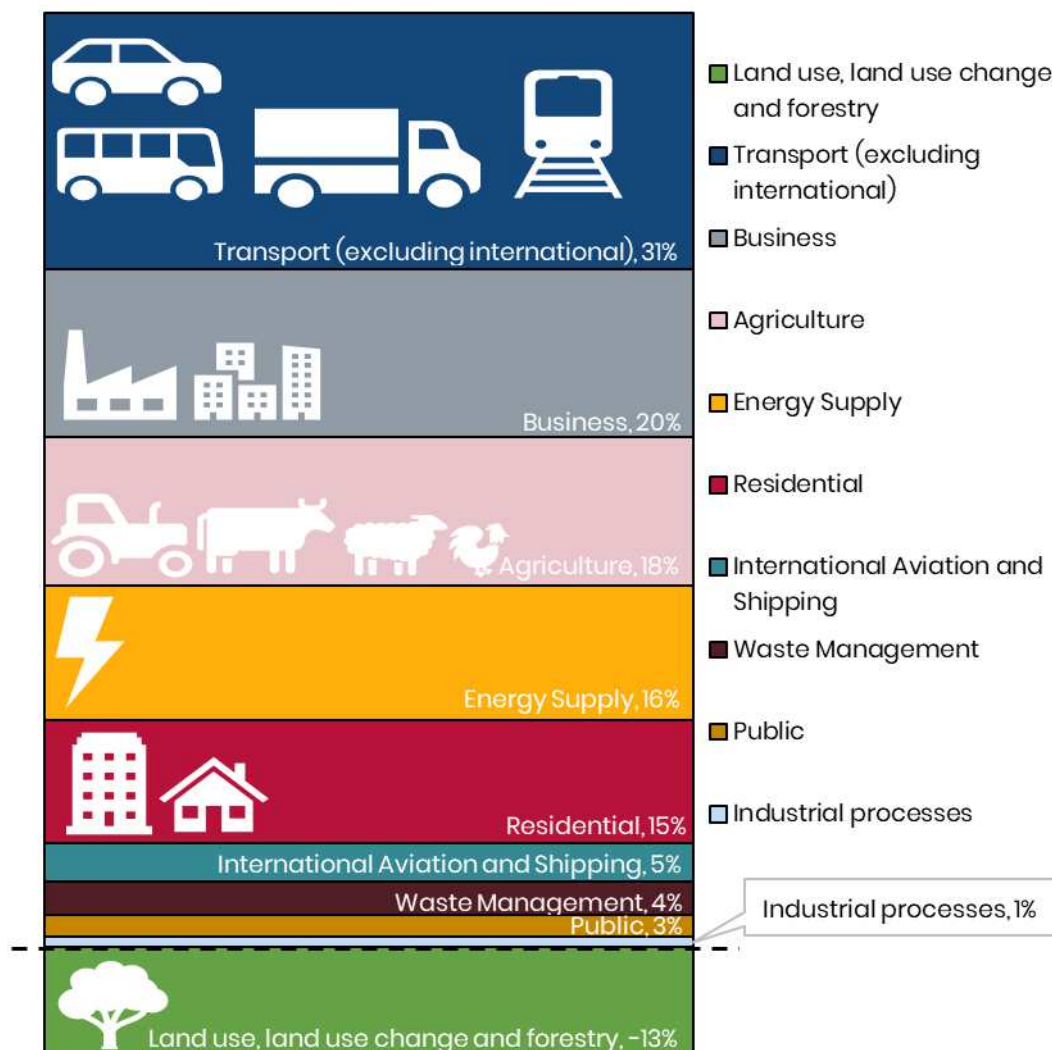 Transport (excluding international), 31%
Business, 20%
Agriculture, 18%
Energy Supply, 16%
Residential, 15%
International Aviation and Shipping, 5%
Waste Management, 4%
Public, 3%
Land use, land use change and forestry, -13%
Land use, land use change
and forestry
Transport (excluding
international)
Business
Agriculture
Energy Supply
Residential
International Aviation and
Shipping
Waste Management
Public
Industrial processes
Industrial processes, 1%